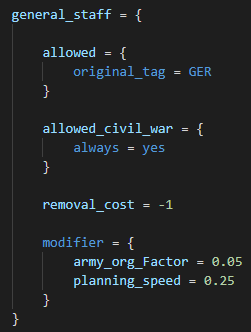 general_staff = {
allowed = {
original_tag = GER
}
allowed_civil_war = {
always = yes
}
removal_cost = -1
modifier = {
army_org_Factor = 0.05
planning_speed = 0.25
}
}